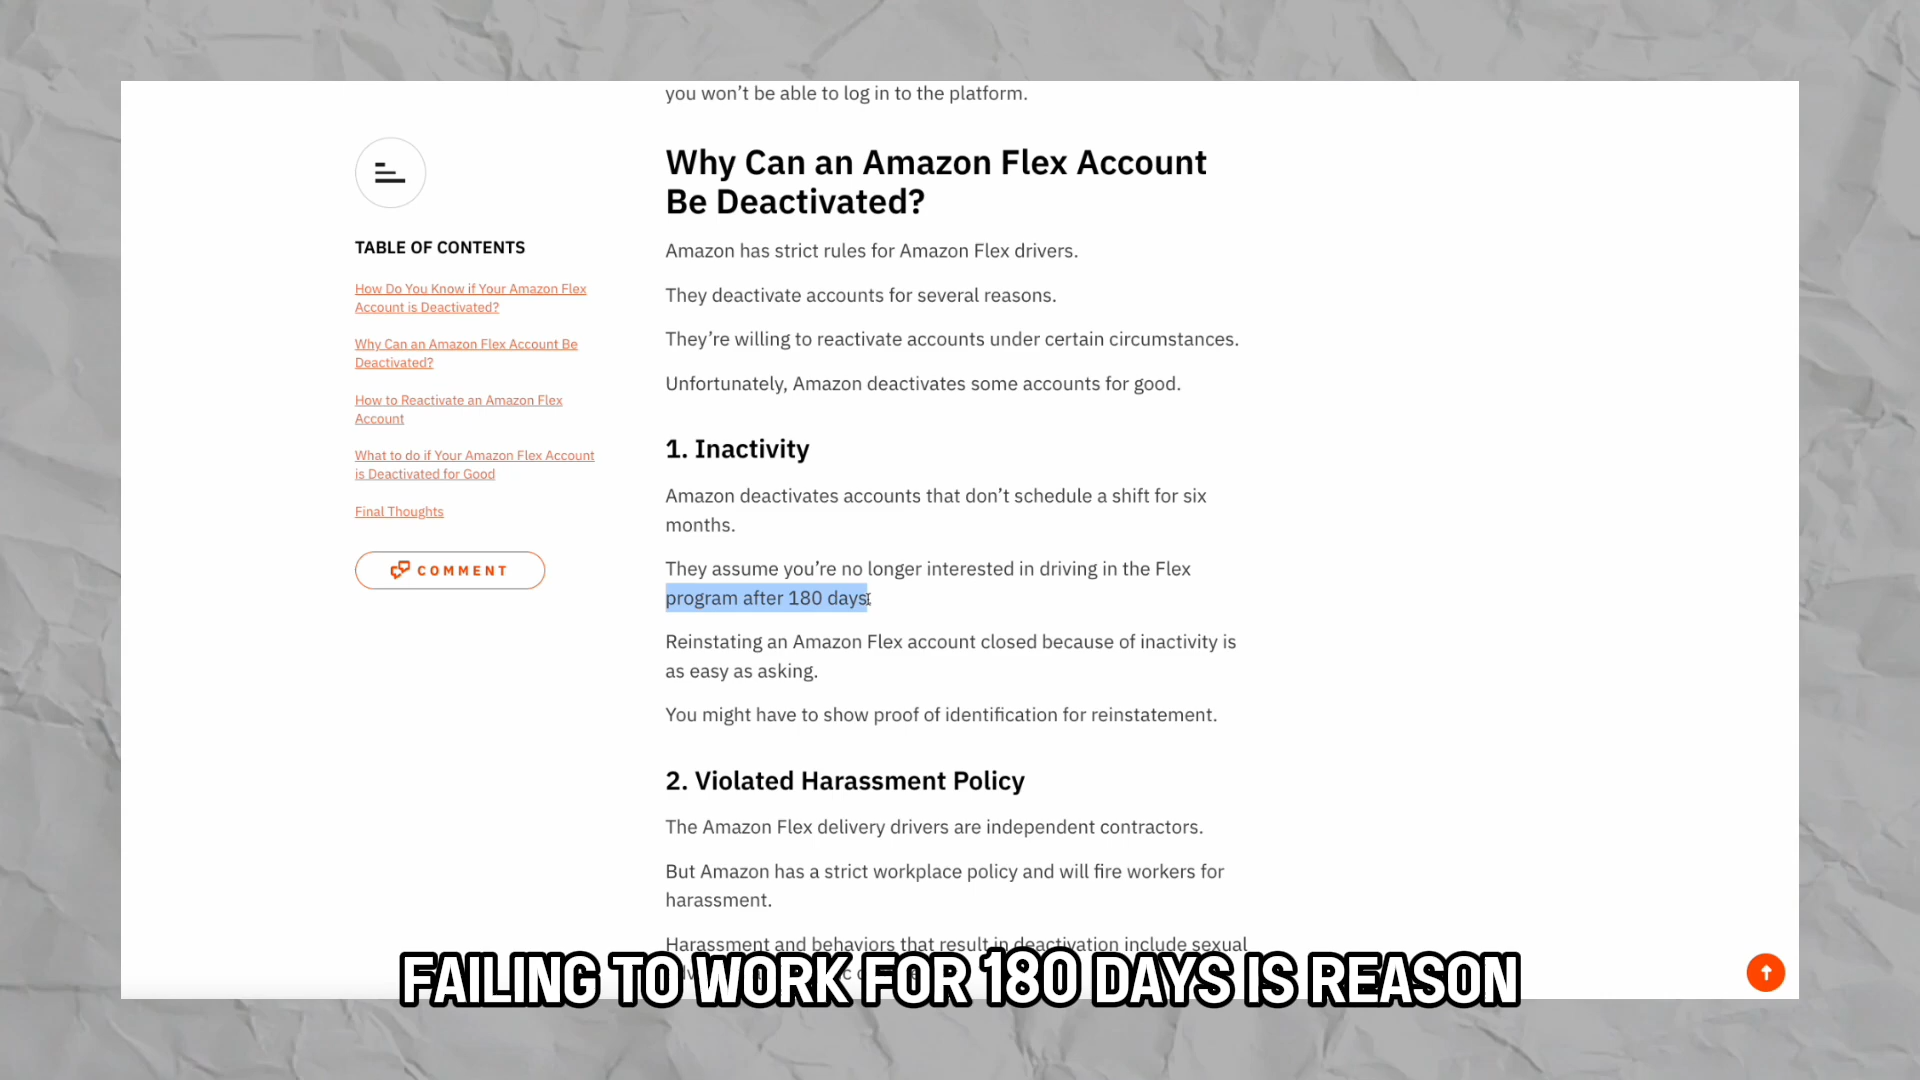 you won’t be able to log in to the platform.
Why Can an Amazon Flex Account
Be Deactivated?
Amazon has strict rules for Amazon Flex drivers.
They deactivate accounts for several reasons.
They’re willing to reactivate accounts under certain circumstances.
Unfortunately, Amazon deactivates some accounts for good.
1. Inactivity
Amazon deactivates accounts that don’t schedule a shift for six
months.
They assume you’re no longer interested in driving in the Flex
program after 180 days.
Reinstating an Amazon Flex account closed because of inactivity is
as easy as asking.
You might have to show proof of identification for reinstatement.
2. Violated Harassment Policy
The Amazon Flex delivery drivers are independent contractors.
But Amazon has a strict workplace policy and will fire workers for
harassment.
Harassment and behaviors that result in deactivation include sexual
TABLE OF CONTENTS
How Do You Know if Your Amazon Flex
Account is Deactivated?
Why Can an Amazon Flex Account Be
Deactivated?
How to Reactivate an Amazon Flex
Account
What to do if Your Amazon Flex Account
is Deactivated for Good
Final Thoughts
COMMENT
FAILING TO WORK FOR 180 DAYS IS REASON